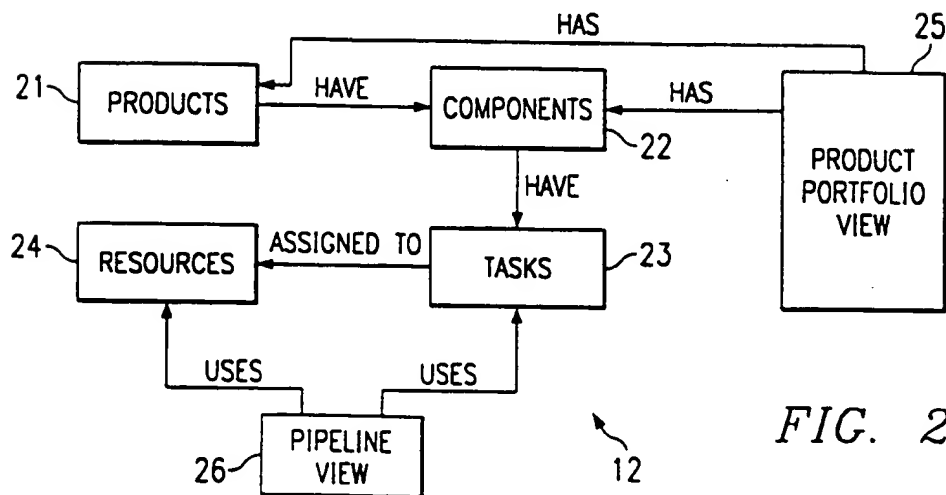 HAS
25
21
PRODUCTS
HAVE
COMPONENTS
HAS
22
PRODUCT
PORTFOLIO
VIEW
HAVE
24
RESOURCES
ASSIGNED TO
TASKS
23
USES
USES
PIPELINE
VIEW
26
12
FIG. 2